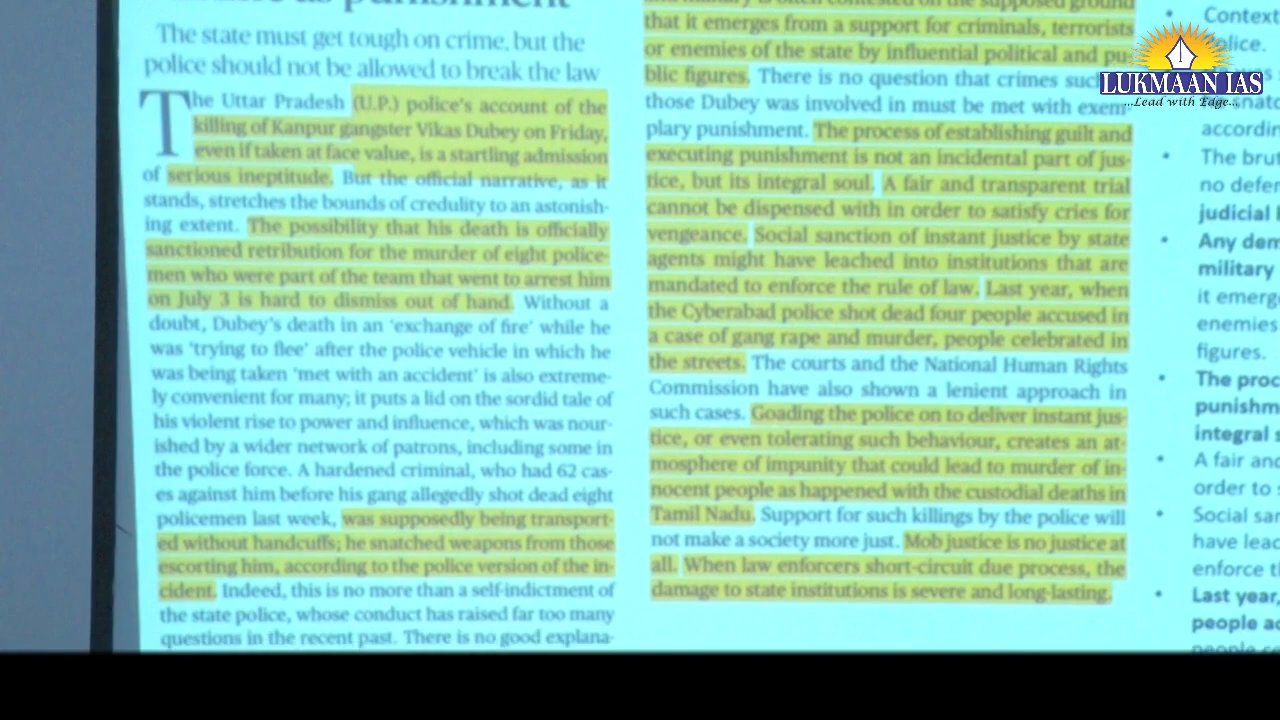 as punishment
The state must get tough on crime, but the
police should not be allowed to break the law
The Uttar Pradesh (U.P.) police's account of the
killing of Kanpur gangster Vikas Dubey on Friday,
even if taken at face value, is a startling admission
of serious ineptitude. But the official narrative, as it
stands, stretches the bounds of credulity to an astonish-
ing extent. The possibility that his death is officially
sanctioned retribution for the murder of eight police-
men who were part of the team that went to arrest him
on July 3 is hard to dismiss out of hand. Without a
doubt, Dubey's death in an 'exchange of fire' while he
was 'trying to flee' after the police vehicle in which he
was being taken 'met with an accident' is also extreme-
ly convenient for many; it puts a lid on the sordid tale of
his violent rise to power and influence, which was nour-
ished by a wider network of patrons, including some in
the police force. A hardened criminal, who had 62 cas-
es against him before his gang allegedly shot dead eight
policemen last week, was supposedly being transport-
ed without handcuffs; he snatched weapons from those
escorting him, according to the police version of the in-
cident. Indeed, this is no more than a self-indictment of
the state police, whose conduct has raised far too many
questions in the recent past. There is no good explana-
is often contested on the supposed ground
that it emerges from a support for criminals, terrorists
or enemies of the state by influential political and pu-
blic figures. There is no question that crimes such
those Dubey was involved in must be met with exem-
plary punishment. The process of establishing guilt and
executing punishment is not an incidental part of jus-
tice, but its integral soul. A fair and transparent trial
cannot be dispensed with in order to satisfy cries for
vengeance. Social sanction of instant justice by state
agents might have leached into institutions that are
mandated to enforce the rule of law. Last year, when
the Cyberabad police shot dead four people accused in
a case of gang rape and murder, people celebrated in
the streets. The courts and the National Human Rights
Commission have also shown a lenient approach in
such cases. Goading the police on to deliver instant jus-
tice, or even tolerating such behaviour, creates an at-
mosphere of impunity that could lead to murder of in-
nocent people as happened with the custodial deaths in
Tamil Nadu. Support for such killings by the police will
not make a society more just. Mob justice is no justice at
all. When law enforcers short-circuit due process, the
damage to state institutions is severe and long-lasting.
• Context
LUKMAAN IAS
...Lead with Edge...
accordin
• The brut
no defen
judicial
• Any dem
military
it emerg
enemies
figures.
• The proc
punishm
integral s
• A fair and
order to
• Social san
have leac
enforce th
• Last year,
people ac